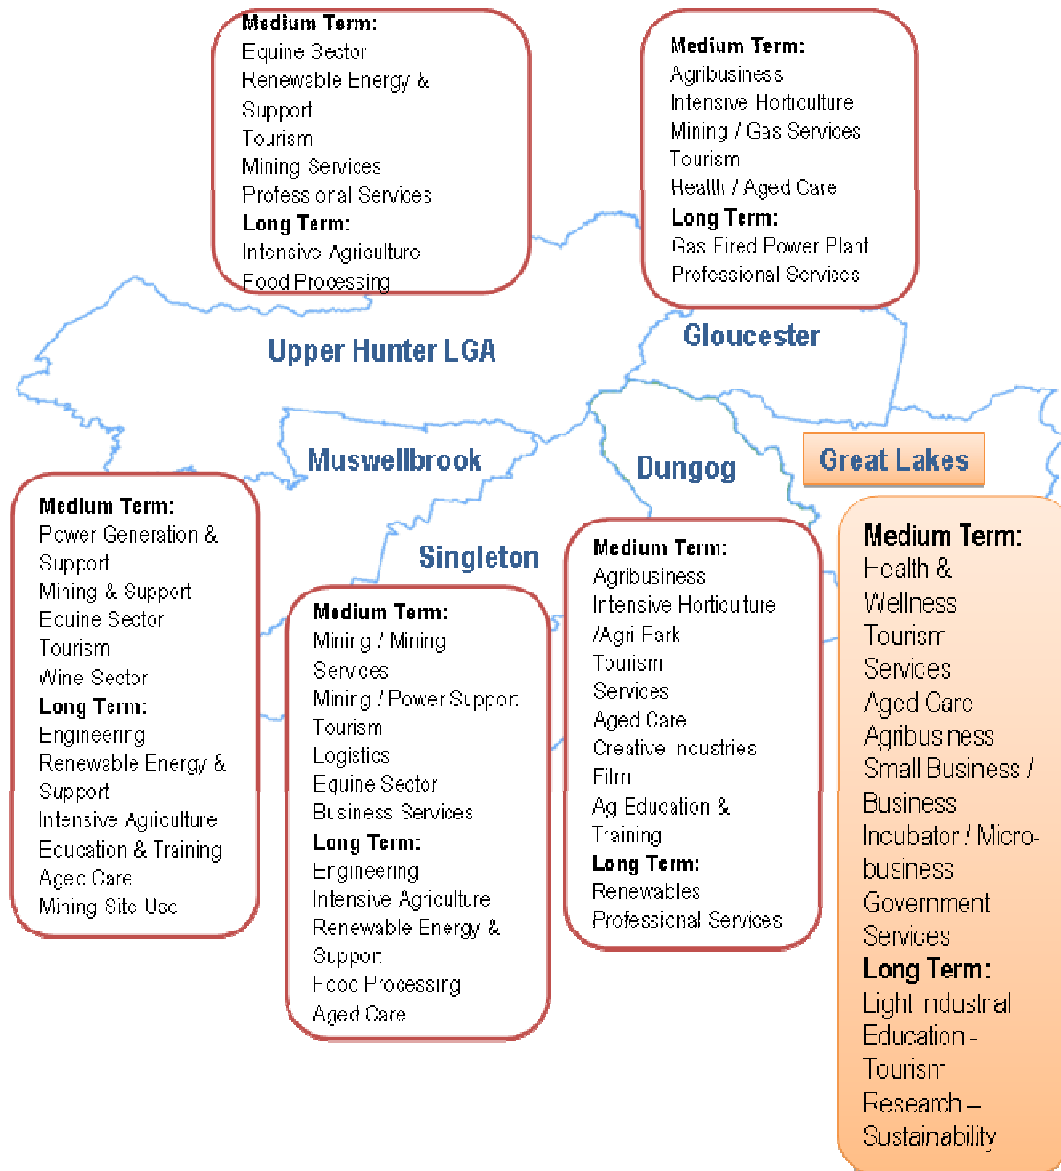 Medium Term:
Equine Sector
Renewable Energy &
Support
Tourism
Mining Services
Professional Services
Long Term:
Intensive Agriculture
Food Processing
Medium Term:
Agribusiness
Intensive Horticulture
Mining / Gas Services
Tourism
Health / Aged Care
Long Term:
Gas Fired Power Plant
Professional Services
Upper Hunter LGA
Gloucester
Muswellbrook
Dungog
Great Lakes
Singleton
Medium Term:
Power Generation &
Support
Mining & Support
Equine Sector
Tourism
Wine Sector
Long Term:
Engineering
Renewable Energy &
Support
Intensive Agriculture
Education & Training
Aged Care
Mining Site Use
Medium Term:
Mining / Mining
Services
Mining / Power Support
Tourism
Logistics
Equine Sector
Business Services
Long Term:
Engineering
Intensive Agriculture
Renewable Energy &
Support
Food Processing
Aged Care
Medium Term:
Agribusiness
Intensive Horticulture
/Agri Park
Tourism
Services
Aged Care
Creative Industries
Film
Ag Education &
Training
Long Term:
Renewables
Professional Services
Medium Term:
Health &
Wellness
Tourism
Services
Aged Care
Agribusiness
Small Business /
Business
Incubator / Micro-
business
Government
Services
Long Term:
Light Industrial
Education -
Tourism
Research –
Sustainability